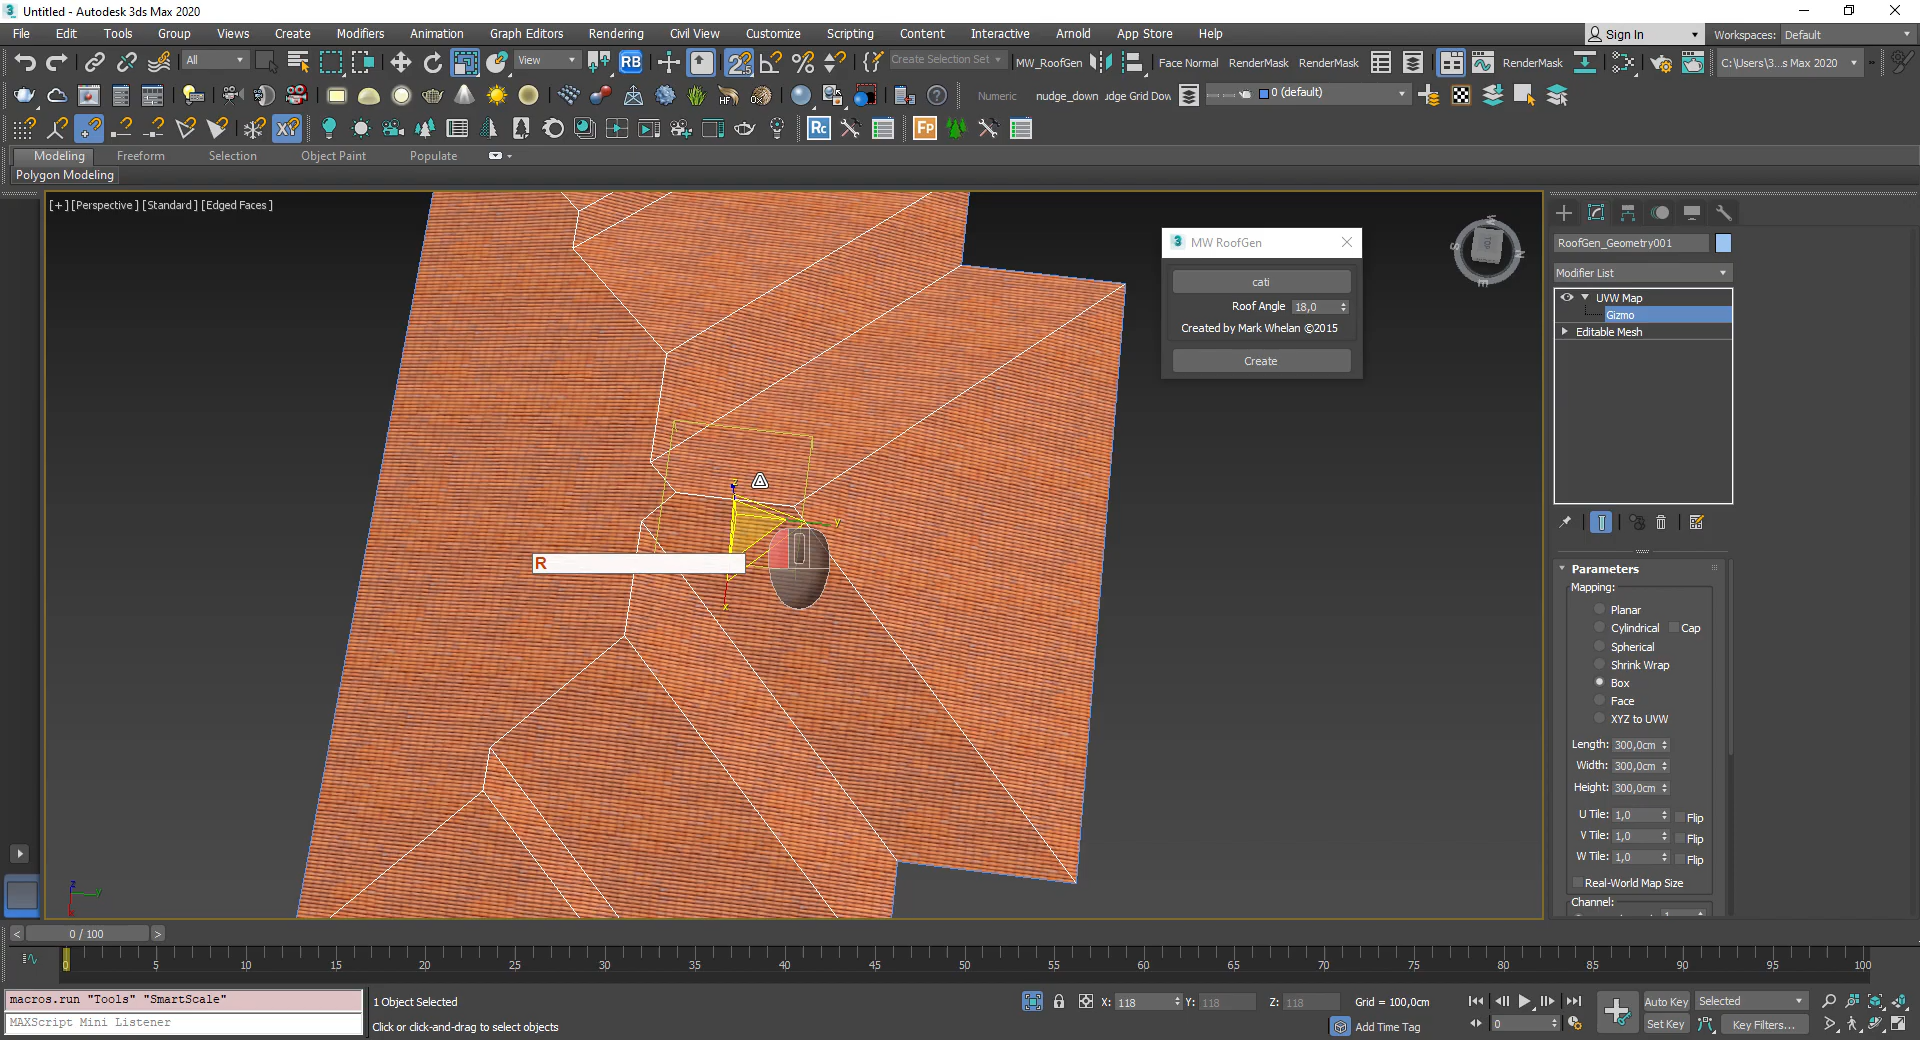 Untitled - Autodesk 3ds Max 2020
File Edit Tools Group Views Create Modifiers Animation Graph Editors Rendering Civil View Customize Scripting Content Interactive Arnold App Store Help
Sign In Workspaces: Default
All View RB Create Selection Set MW_RoofGen Face Normal RenderMask RenderMask RenderMask C:\Users\3...s Max 2020
Numeric nudge_down udge Grid Dow 0 (default)
XY Rc Fp
Modeling Freeform Selection Object Paint Populate
Polygon Modeling
[+] [Perspective] [Standard] [Edged Faces]
MW RoofGen
cati
Roof Angle 18,0
Created by Mark Whelan ©2015
Create
RoofGen_Geometry001
Modifier List
UVW Map
Gizmo
Editable Mesh
R
z
y
x
Parameters
Mapping:
Planar
Cylindrical Cap
Spherical
Shrink Wrap
Box
Face
XYZ to UVW
Length: 300,0cm
Width: 300,0cm
Height: 300,0cm
U Tile: 1,0 Flip
V Tile: 1,0 Flip
W Tile: 1,0 Flip
Real-World Map Size
Channel:
0 / 100
0 5 10 15 20 25 30 35 40 45 50 55 60 65 70 75 80 85 90 95 100
macros.run "Tools" "SmartScale"
MAXScript Mini Listener
1 Object Selected
Click or click-and-drag to select objects
X: 118 Y: 118 Z: 118 Grid = 100,0cm
Add Time Tag
0
Auto Key Selected
Set Key Key Filters...